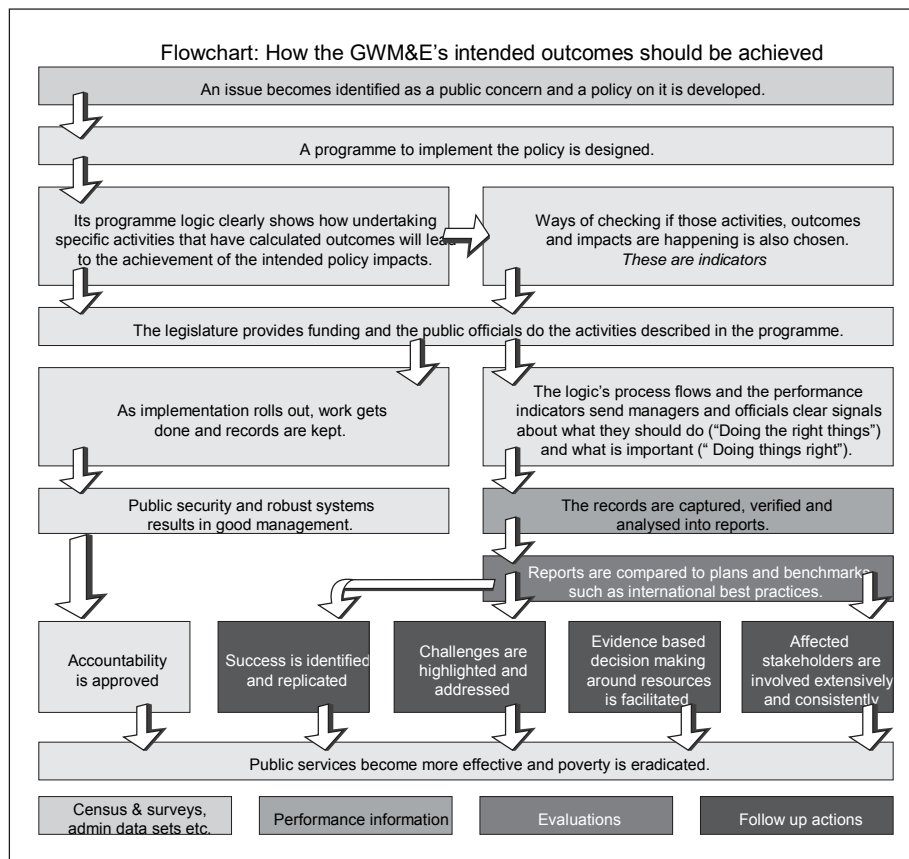 Flowchart: How the GWM&E's intended outcomes should be achieved
An issue becomes identified as a public concern and a policy on it is developed.
A programme to implement the policy is designed.
Its programme logic clearly shows how undertaking
specific activities that have calculated outcomes will lead
to the achievement of the intended policy impacts.
Ways of checking if those activities, outcomes
and impacts are happening is also chosen.
These are indicators
The legislature provides funding and the public officials do the activities described in the programme.
As implementation rolls out, work gets
done and records are kept.
The logic's process flows and the performance
indicators send managers and officials clear signals
about what they should do ("Doing the right things")
and what is important (" Doing things right").
Public security and robust systems
results in good management.
The records are captured, verified and
analysed into reports.
Reports are compared to plans and benchmarks
such as international best practices.
Accountability
is approved
Success is identified
and replicated
Challenges are
highlighted and
addressed
Evidence based
decision making
around resources
is facilitated
Affected
stakeholders are
involved extensively
and consistently
Public services become more effective and poverty is eradicated.
Census & surveys,
admin data sets etc.
Performance information
Evaluations
Follow up actions